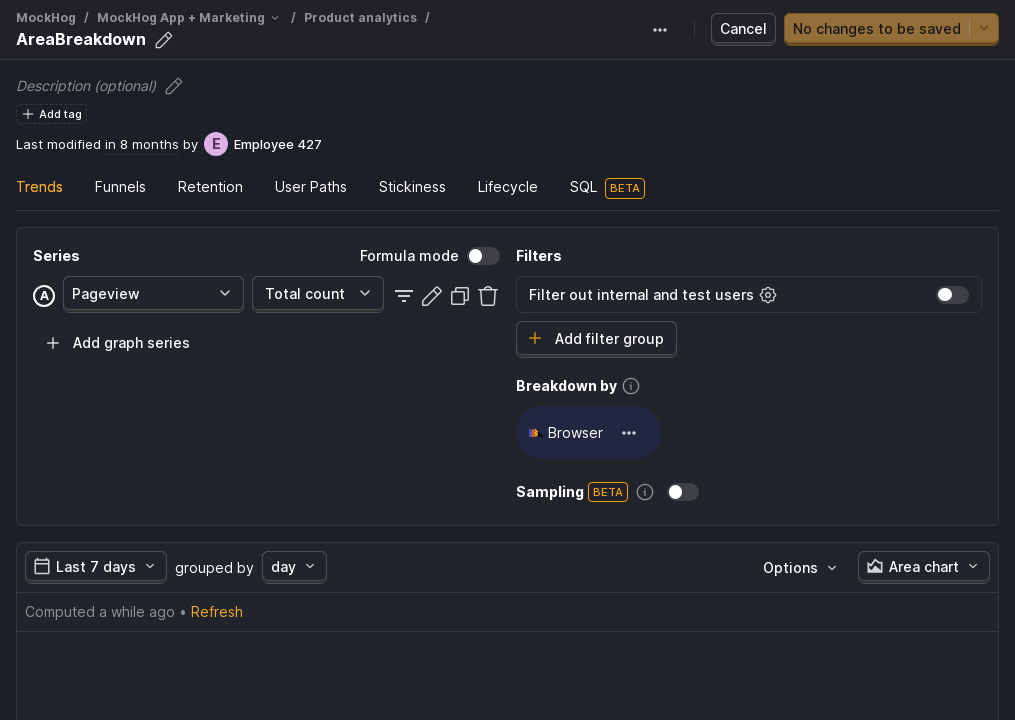 MockHog / MockHog App + Marketing / Product analytics /
AreaBreakdown
Cancel
No changes to be saved
Description (optional)
Add tag
Last modified in 8 months by E Employee 427
Trends Funnels Retention User Paths Stickiness Lifecycle SQL BETA
Series
Formula mode
A Pageview Total count
Add graph series
Filters
Filter out internal and test users
Add filter group
Breakdown by
Browser
Sampling BETA
Last 7 days grouped by day
Options Area chart
Computed a while ago • Refresh